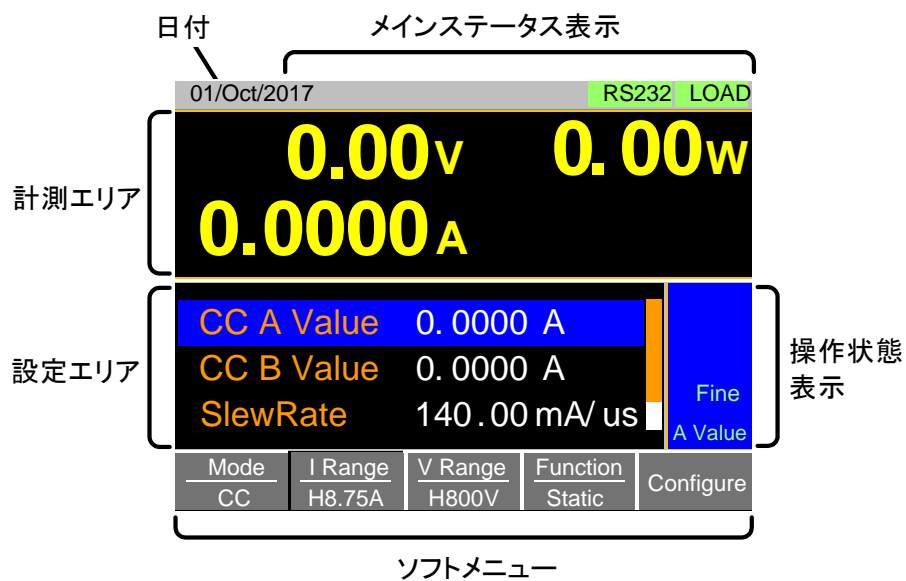 日付
メインステータス表示
01/Oct/2017 RS232 LOAD
計測エリア
0.00V 0.00W
0.0000A
設定エリア
CC A Value 0.0000 A
CC B Value 0.0000 A
SlewRate 140.00 mA/us
Fine
A Value
操作状態
表示
Mode I Range V Range Function Configure
CC H8.75A H800V Static
ソフトメニュー